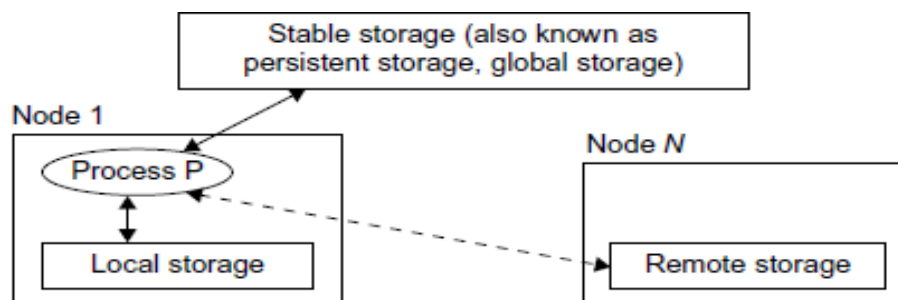 Stable storage (also known as
persistent storage, global storage)
Node 1
Process P
Local storage
Node N
Remote storage